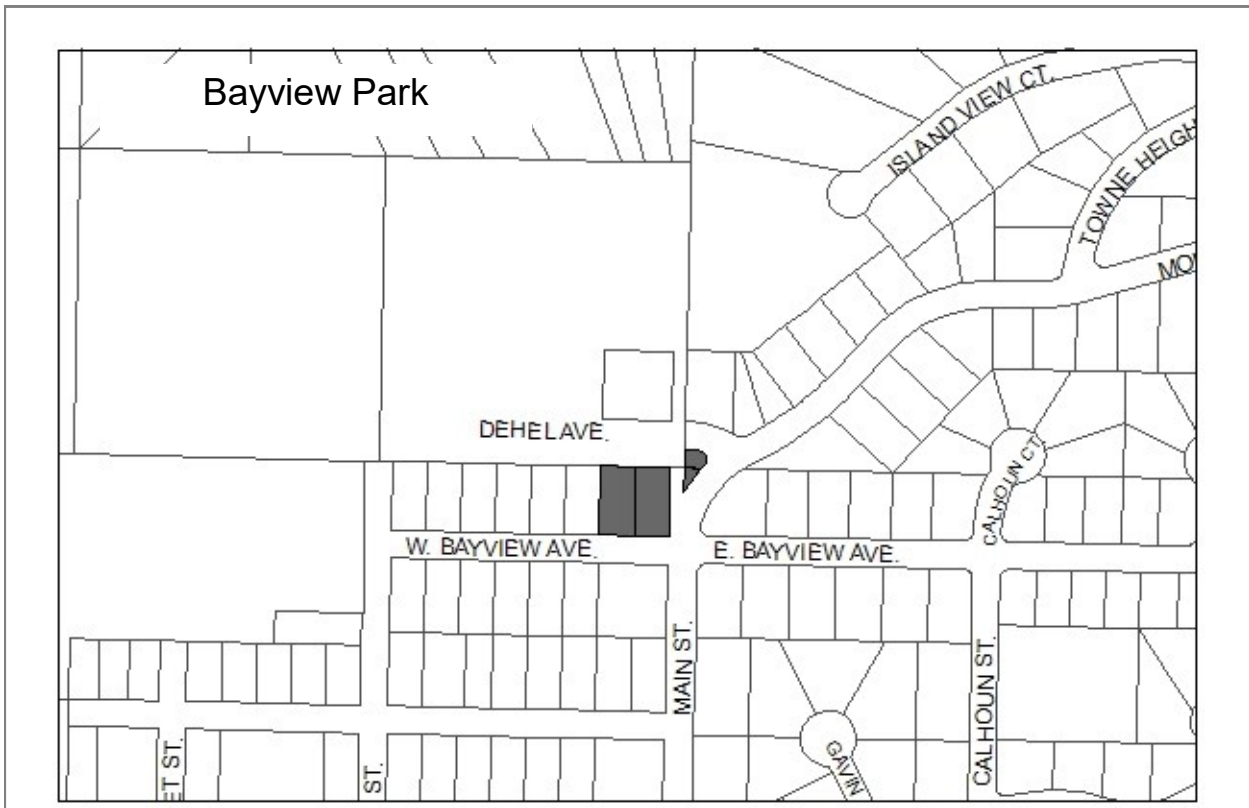 Bayview Park
ISLAND VIEW CT.
TOWNE HEIGH
MO
DEHEL AVE.
CALHOUN CT.
W. BAYVIEW AVE.
E. BAYVIEW AVE.
MAIN ST.
CALHOUN ST.
ET ST.
ST.
GAVIN